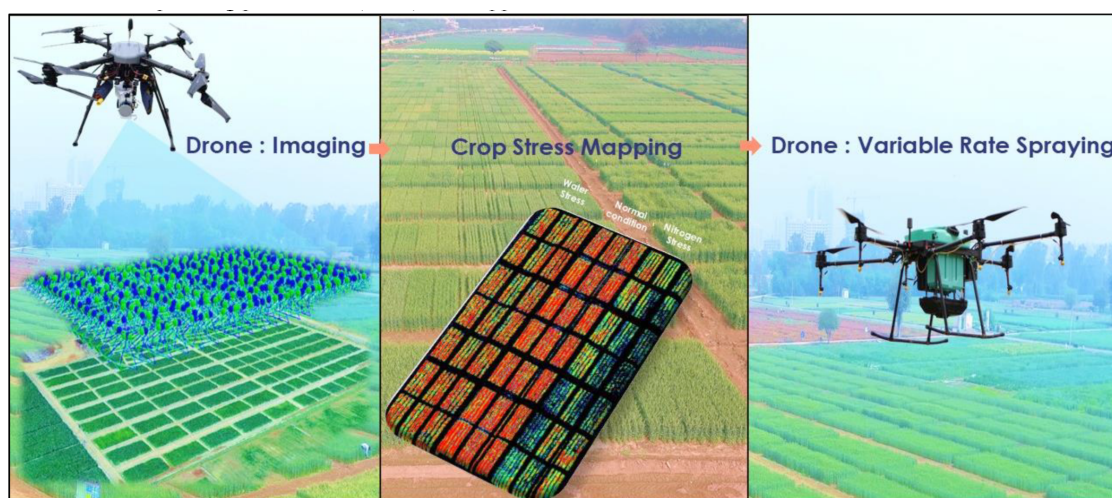 Drone : Imaging
Crop Stress Mapping
Water
Stress
Normal
condition
Nitrogen
Stress
Drone : Variable Rate Spraying